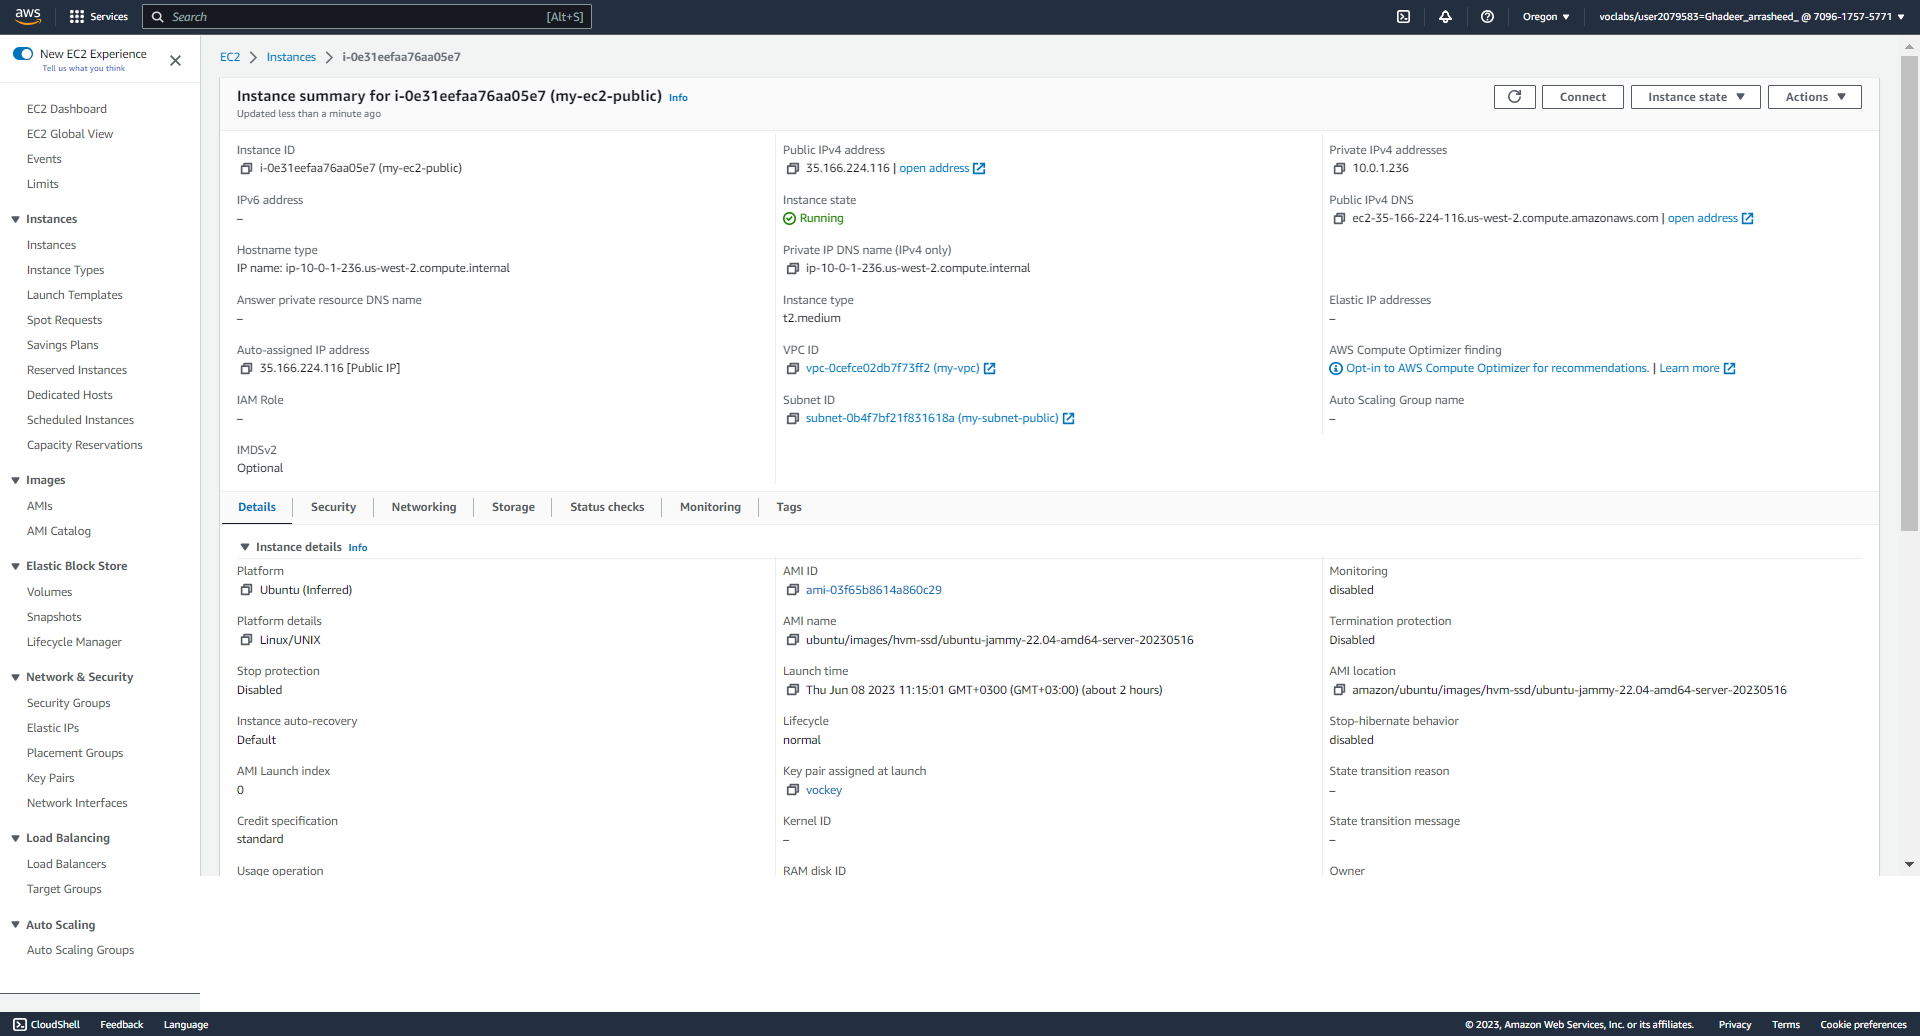 aws
Services
Search
[Alt+S]
Oregon
voclabs/user2079583=Ghadeer_arrasheed_ @ 7096-1757-5771
New EC2 Experience
Tell us what you think
EC2 Dashboard
EC2 Global View
Events
Limits
Instances
Instances
Instance Types
Launch Templates
Spot Requests
Savings Plans
Reserved Instances
Dedicated Hosts
Scheduled Instances
Capacity Reservations
Images
AMIs
AMI Catalog
Elastic Block Store
Volumes
Snapshots
Lifecycle Manager
Network & Security
Security Groups
Elastic IPs
Placement Groups
Key Pairs
Network Interfaces
Load Balancing
Load Balancers
Target Groups
Auto Scaling
Auto Scaling Groups
EC2 Instances i-0e31eefaa76aa05e7
Instance summary for i-0e31eefaa76aa05e7 (my-ec2-public) Info
Updated less than a minute ago
Connect
Instance state
Actions
Instance ID
i-0e31eefaa76aa05e7 (my-ec2-public)
Public IPv4 address
35.166.224.116 | open address
Private IPv4 addresses
10.0.1.236
IPv6 address
–
Instance state
Running
Public IPv4 DNS
ec2-35-166-224-116.us-west-2.compute.amazonaws.com | open address
Hostname type
IP name: ip-10-0-1-236.us-west-2.compute.internal
Private IP DNS name (IPv4 only)
ip-10-0-1-236.us-west-2.compute.internal
Answer private resource DNS name
–
Instance type
t2.medium
Elastic IP addresses
–
Auto-assigned IP address
35.166.224.116 [Public IP]
VPC ID
vpc-0cefce02db7f73ff2 (my-vpc)
AWS Compute Optimizer finding
Opt-in to AWS Compute Optimizer for recommendations. | Learn more
IAM Role
–
Subnet ID
subnet-0b4f7bf21f831618a (my-subnet-public)
Auto Scaling Group name
–
IMDSv2
Optional
Details
Security
Networking
Storage
Status checks
Monitoring
Tags
Instance details Info
Platform
Ubuntu (Inferred)
AMI ID
ami-03f65b8614a860c29
Monitoring
disabled
Platform details
Linux/UNIX
AMI name
ubuntu/images/hvm-ssd/ubuntu-jammy-22.04-amd64-server-20230516
Termination protection
Disabled
Stop protection
Disabled
Launch time
Thu Jun 08 2023 11:15:01 GMT+0300 (GMT+03:00) (about 2 hours)
AMI location
amazon/ubuntu/images/hvm-ssd/ubuntu-jammy-22.04-amd64-server-20230516
Instance auto-recovery
Default
Lifecycle
normal
Stop-hibernate behavior
disabled
AMI Launch index
0
Key pair assigned at launch
vockey
State transition reason
–
Credit specification
standard
Kernel ID
–
State transition message
–
Usage operation
RAM disk ID
Owner
CloudShell
Feedback
Language
© 2023, Amazon Web Services, Inc. or its affiliates.
Privacy
Terms
Cookie preferences